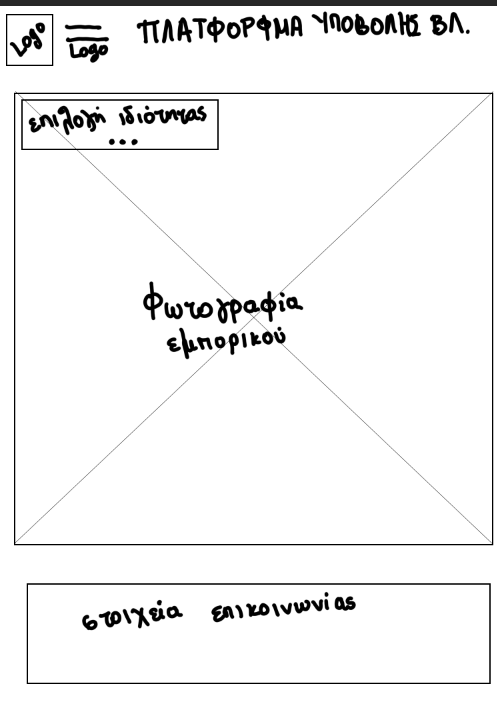 Logo
Logo
ΠΛΑΤΦΟΡΦΜΑ ΥΠΟΒΟΛΗΣ ΒΛ.
επιλογή ιδιότητας
...
Φωτογραφία
εμπορικού
στοιχεία επικοινωνίας